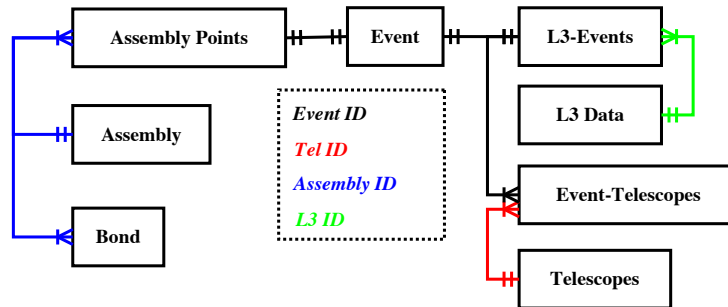 Assembly Points
Event
L3-Events
Assembly
L3 Data
Bond
Event-Telescopes
Telescopes
Event ID
Tel ID
Assembly ID
L3 ID